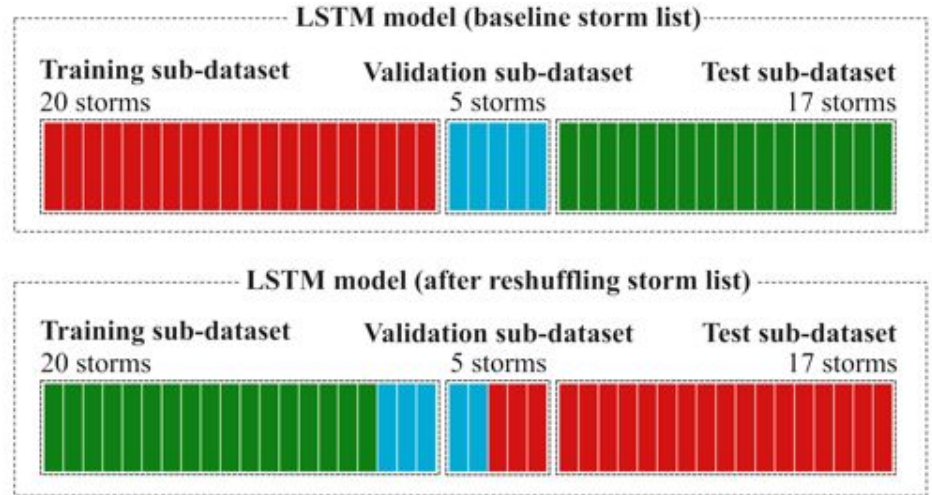 LSTM model (baseline storm list)
Training sub-dataset Validation sub-dataset Test sub-dataset
20 storms 5 storms 17 storms
LSTM model (after reshuffling storm list)
Training sub-dataset Validation sub-dataset Test sub-dataset
20 storms 5 storms 17 storms